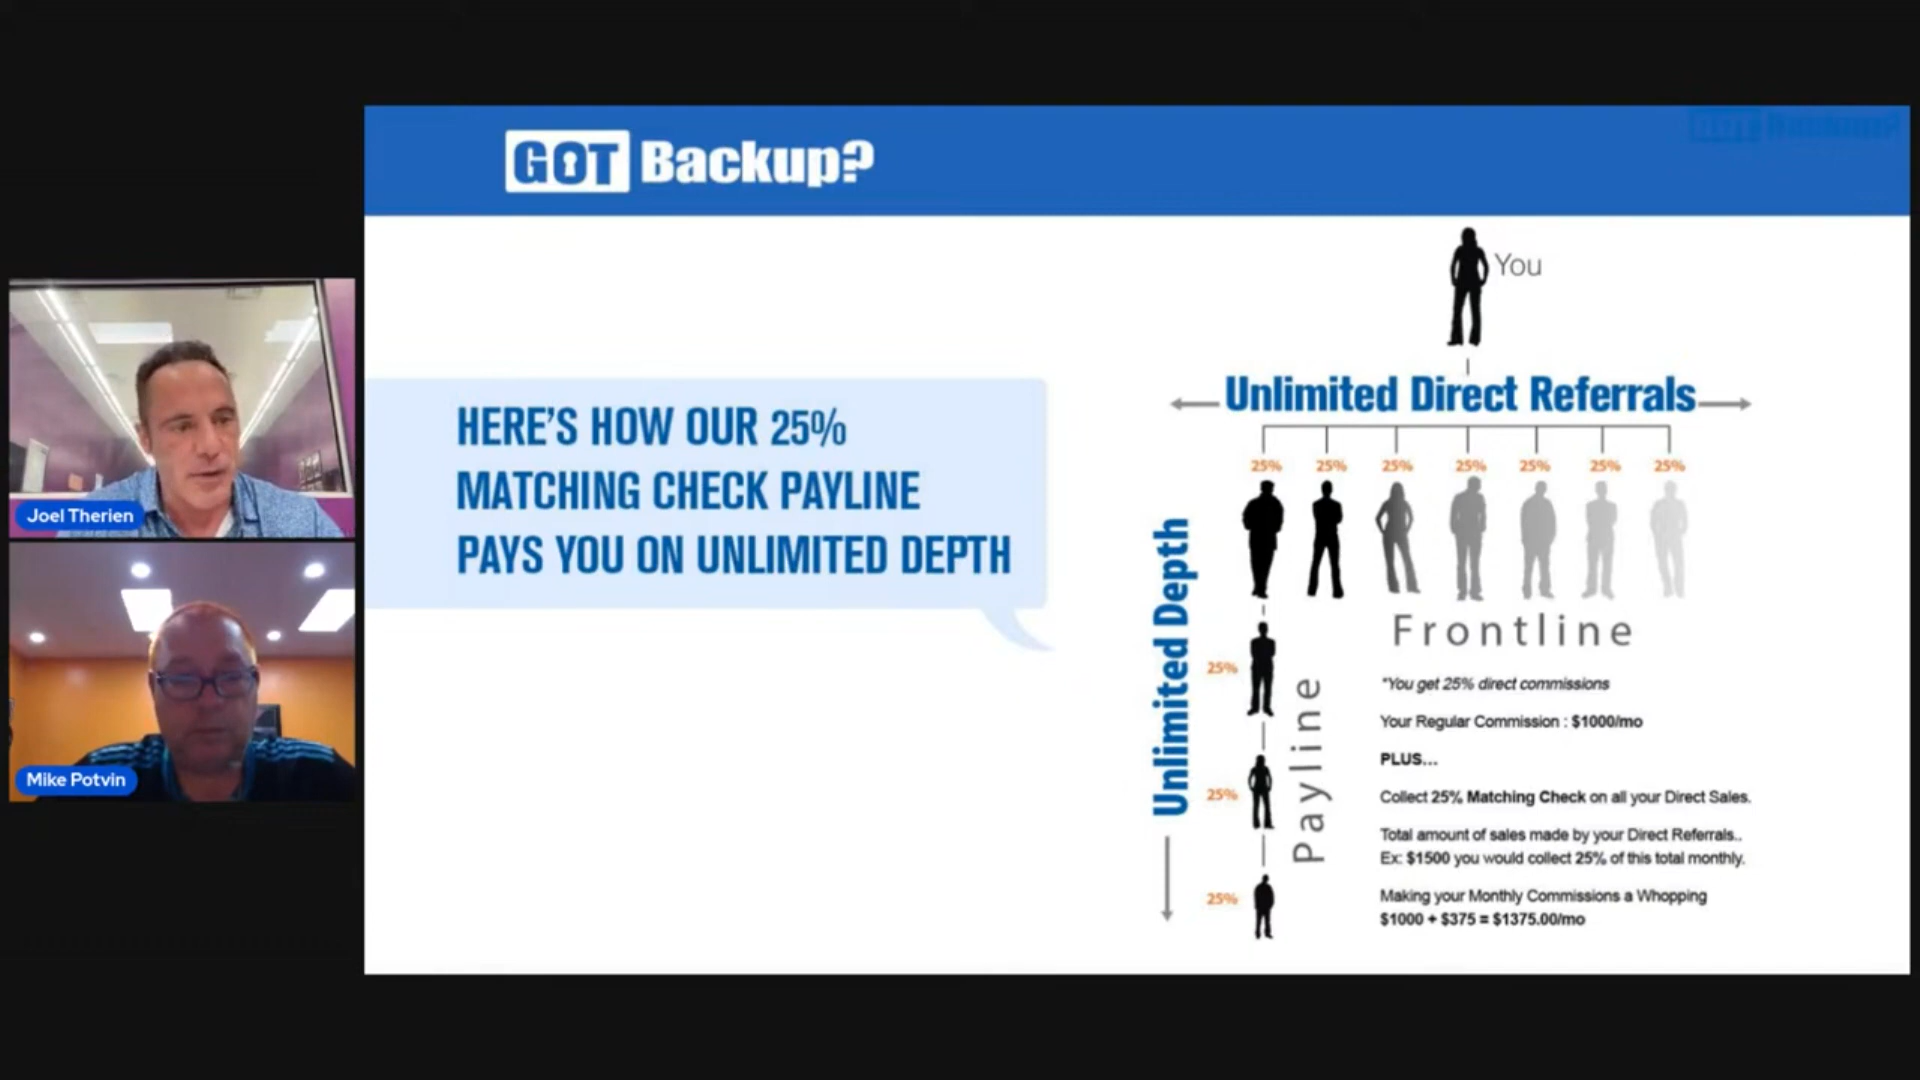 GOT Backup?
You
Unlimited Direct Referrals
25% 25% 25% 25% 25% 25% 25%
HERE'S HOW OUR 25%
MATCHING CHECK PAYLINE
PAYS YOU ON UNLIMITED DEPTH
Joel Therien
Mike Potvin
Unlimited Depth
25%
25%
25%
Payline
Frontline
"You get 25% direct commissions
Your Regular Commission : $1000/mo
PLUS...
Collect 25% Matching Check on all your Direct Sales.
Total amount of sales made by your Direct Referrals..
Ex: $1500 you would collect 25% of this total monthly.
Making your Monthly Commissions a Whopping
$1000 + $375 = $1375.00/mo
GOT Backup?